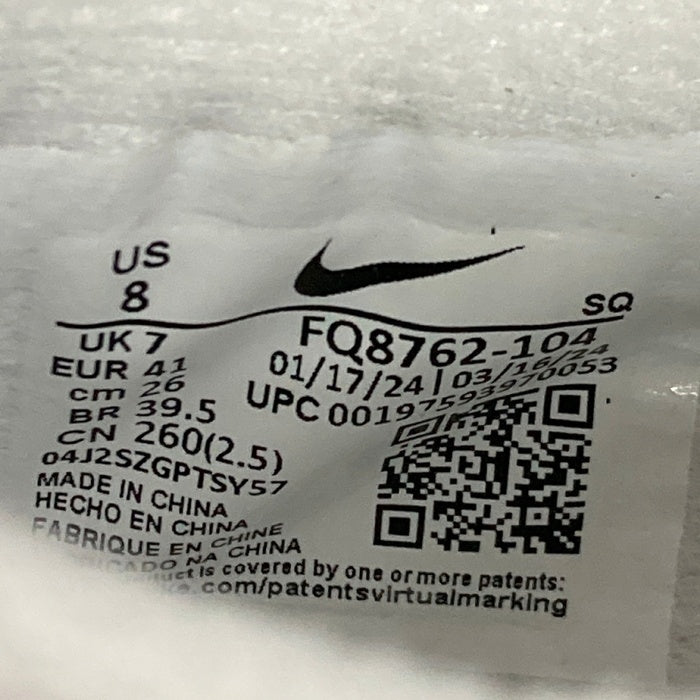 US
8
SQ
UK 7
EUR 41
cm 26
BR 39.5
CN 260(2.5)
04J2SZGPTSY57
MADE IN CHINA
HECHO EN CHINA
FABRIQUE EN CHINE
NA CHINA
FQ8762-104
01/17/24 | 03/16/24
UPC 00197593970053
is covered by one or more patents:
.com/patentsvirtualmarking